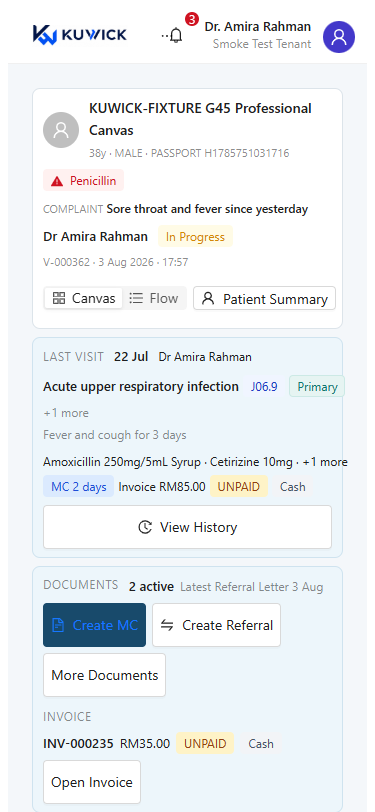 KUWICK
3
Dr. Amira Rahman
Smoke Test Tenant
KUWICK-FIXTURE G45 Professional
Canvas
38y · MALE · PASSPORT H1785751031716
Penicillin
COMPLAINT Sore throat and fever since yesterday
Dr Amira Rahman In Progress
V-000362 · 3 Aug 2026 · 17:57
Canvas Flow Patient Summary
LAST VISIT 22 Jul Dr Amira Rahman
Acute upper respiratory infection J06.9 Primary
+1 more
Fever and cough for 3 days
Amoxicillin 250mg/5mL Syrup · Cetirizine 10mg · +1 more
MC 2 days Invoice RM85.00 UNPAID Cash
View History
DOCUMENTS 2 active Latest Referral Letter 3 Aug
Create MC Create Referral
More Documents
INVOICE
INV-000235 RM35.00 UNPAID Cash
Open Invoice